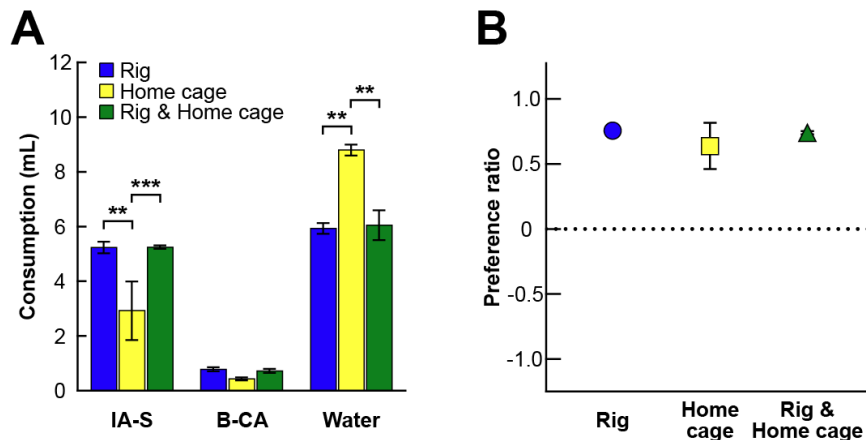 A
Consumption (mL)
12
10
8
6
4
2
0
Rig
Home cage
Rig & Home cage
**
***
**
**
IA-S
B-CA
Water
B
Preference ratio
1.0
0.5
0
-0.5
-1.0
Rig
Home
cage
Rig &
Home cage